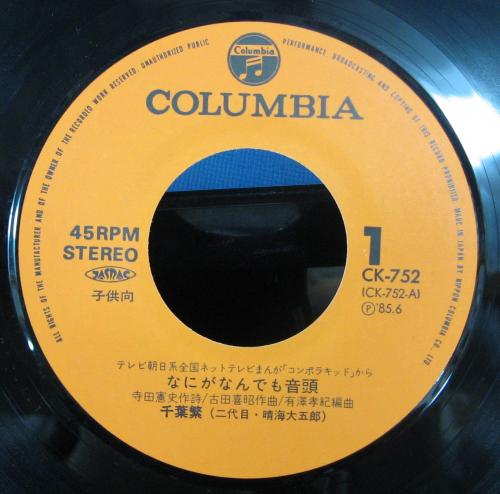 ALL RIGHTS OF THE MANUFACTURER AND OF THE OWNER OF THE RECORDED WORK RESERVED. UNAUTHORIZED PUBLIC PERFORMANCE, BROADCASTING AND COPYING OF THIS RECORD PROHIBITED. MADE IN JAPAN BY NIPPON COLUMBIA CO., LTD.
Columbia
COLUMBIA
45RPM
STEREO
JASRAC
子供向
1
CK-752
(CK-752-A)
Ⓟ'85.6
テレビ朝日系全国ネットテレビまんが「コンポラキッド」から
なにがなんでも音頭
寺田憲史作詩/古田喜昭作曲/有澤孝紀編曲
千葉繁(二代目・晴海大五郎)